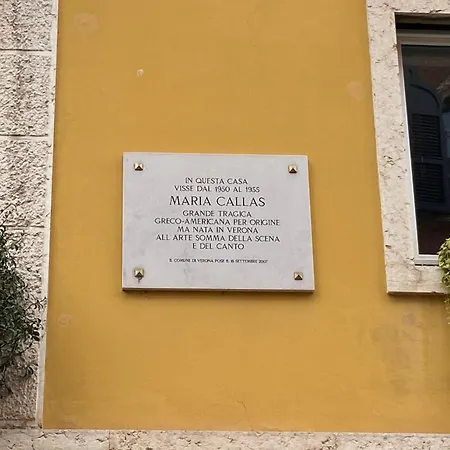 IN QUESTA CASA
VISSE DAL 1950 AL 1955
MARIA CALLAS
GRANDE TRAGICA
GRECO-AMERICANA PER ORIGINE
MA NATA IN VERONA
ALL'ARTE SOMMA DELLA SCENA
E DEL CANTO
IL COMUNE DI VERONA POSE IL 16 SETTEMBRE 2007